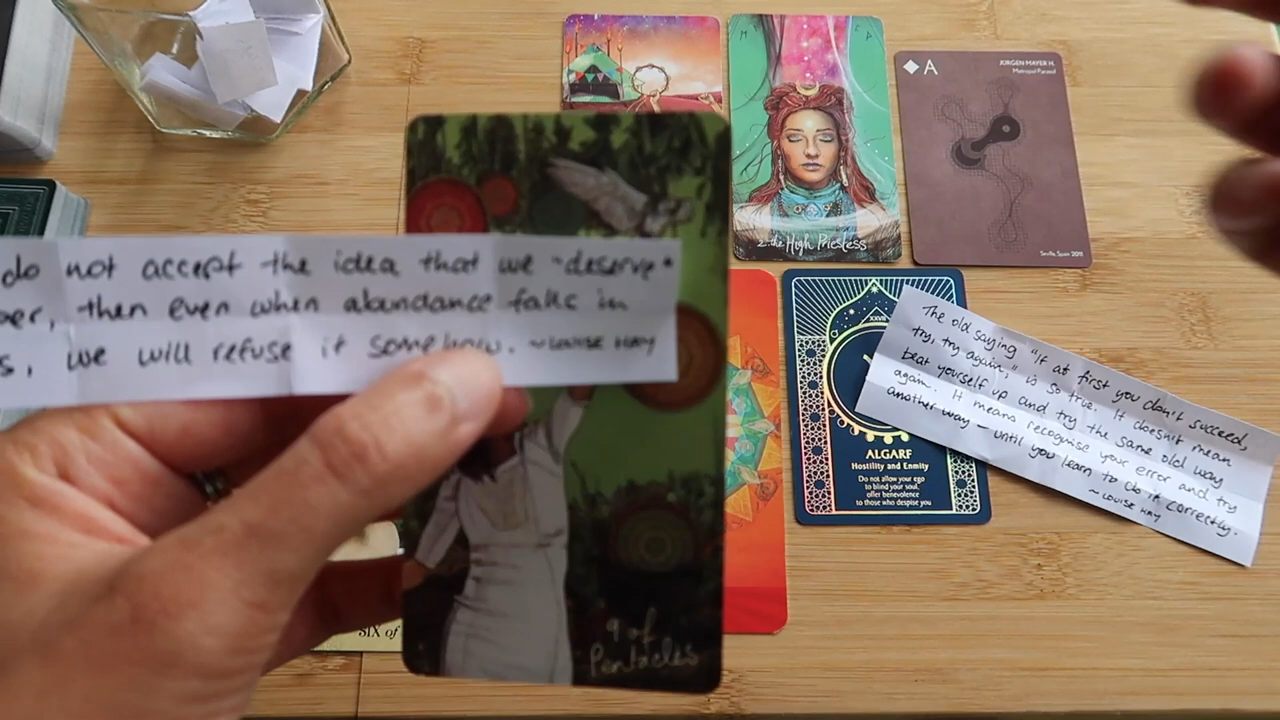 A
JÜRGEN MAYER H.
Metropol Parasol
Seville, Spain 2011
2. the High Priestess
do not accept the idea that we "deserve"
then even when abundance falls in
we will refuse it somehow. ~LOUISE HAY
The old saying "If at first you don't succeed,
try, try again," is so true. It doesn't mean
beat yourself up and try the same old way
again. It means recognise your error and try
another way - until you learn to do it correctly.
~LOUISE HAY
XXVII
ALGARF
Hostility and Enmity
Do not allow your ego
to blind your soul,
offer benevolence
to those who despise you
SIX of
9 of
Pentacles